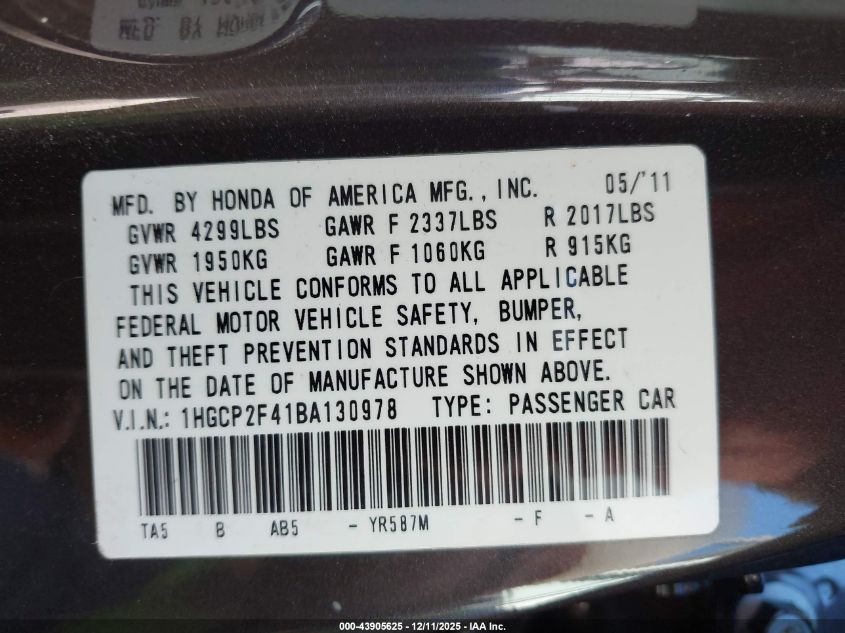 MFD. BY HONDA
MFD. BY HONDA OF AMERICA MFG., INC. 05/'11
GVWR 4299LBS GAWR F 2337LBS R 2017LBS
GVWR 1950KG GAWR F 1060KG R 915KG
THIS VEHICLE CONFORMS TO ALL APPLICABLE
FEDERAL MOTOR VEHICLE SAFETY, BUMPER,
AND THEFT PREVENTION STANDARDS IN EFFECT
ON THE DATE OF MANUFACTURE SHOWN ABOVE.
V.I.N.: 1HGCP2F41BA130978 TYPE: PASSENGER CAR
TA5 B AB5 - YR587M - F - A
000-43905625 - 12/11/2025 - IAA Inc.